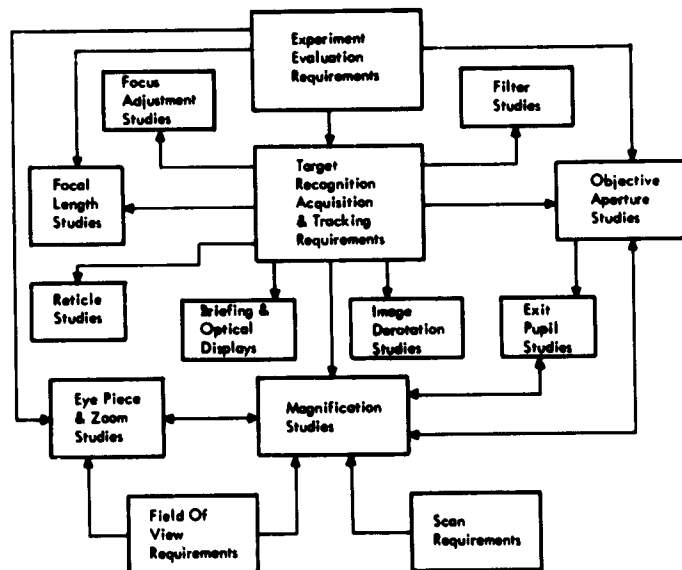 Experiment
Evaluation
Requirements
Focus
Adjustment
Studies
Filter
Studies
Focal
Length
Studies
Target
Recognition
Acquisition
& Tracking
Requirements
Objective
Aperture
Studies
Reticle
Studies
Briefing &
Optical
Displays
Image
Derotation
Studies
Exit
Pupil
Studies
Eye Piece
& Zoom
Studies
Magnification
Studies
Field Of
View
Requirements
Scan
Requirements